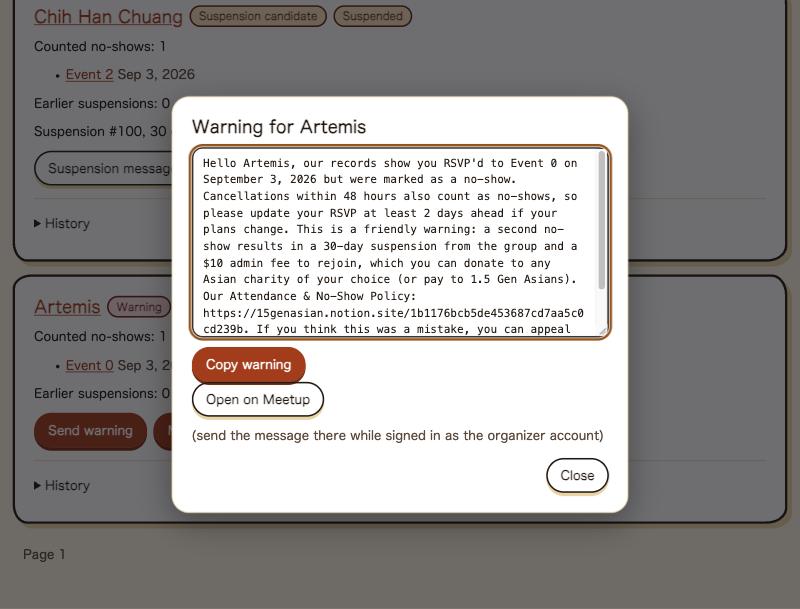 Chih Han Chuang Suspension candidate Suspended
Counted no-shows: 1
• Event 2 Sep 3, 2026
Earlier suspensions: 0
Suspension #100, 30
Suspension messag
▶ History
Warning for Artemis
Hello Artemis, our records show you RSVP'd to Event 0 on
September 3, 2026 but were marked as a no-show.
Cancellations within 48 hours also count as no-shows, so
please update your RSVP at least 2 days ahead if your
plans change. This is a friendly warning: a second no-
show results in a 30-day suspension from the group and a
$10 admin fee to rejoin, which you can donate to any
Asian charity of your choice (or pay to 1.5 Gen Asians).
Our Attendance & No-Show Policy:
https://15genasian.notion.site/1b1176bcb5de453687cd7aa5c0
cd239b. If you think this was a mistake, you can appeal
Copy warning
Open on Meetup
(send the message there while signed in as the organizer account)
Close
Artemis Warning
Counted no-shows: 1
• Event 0 Sep 3, 2
Earlier suspensions: 0
Send warning
▶ History
Page 1